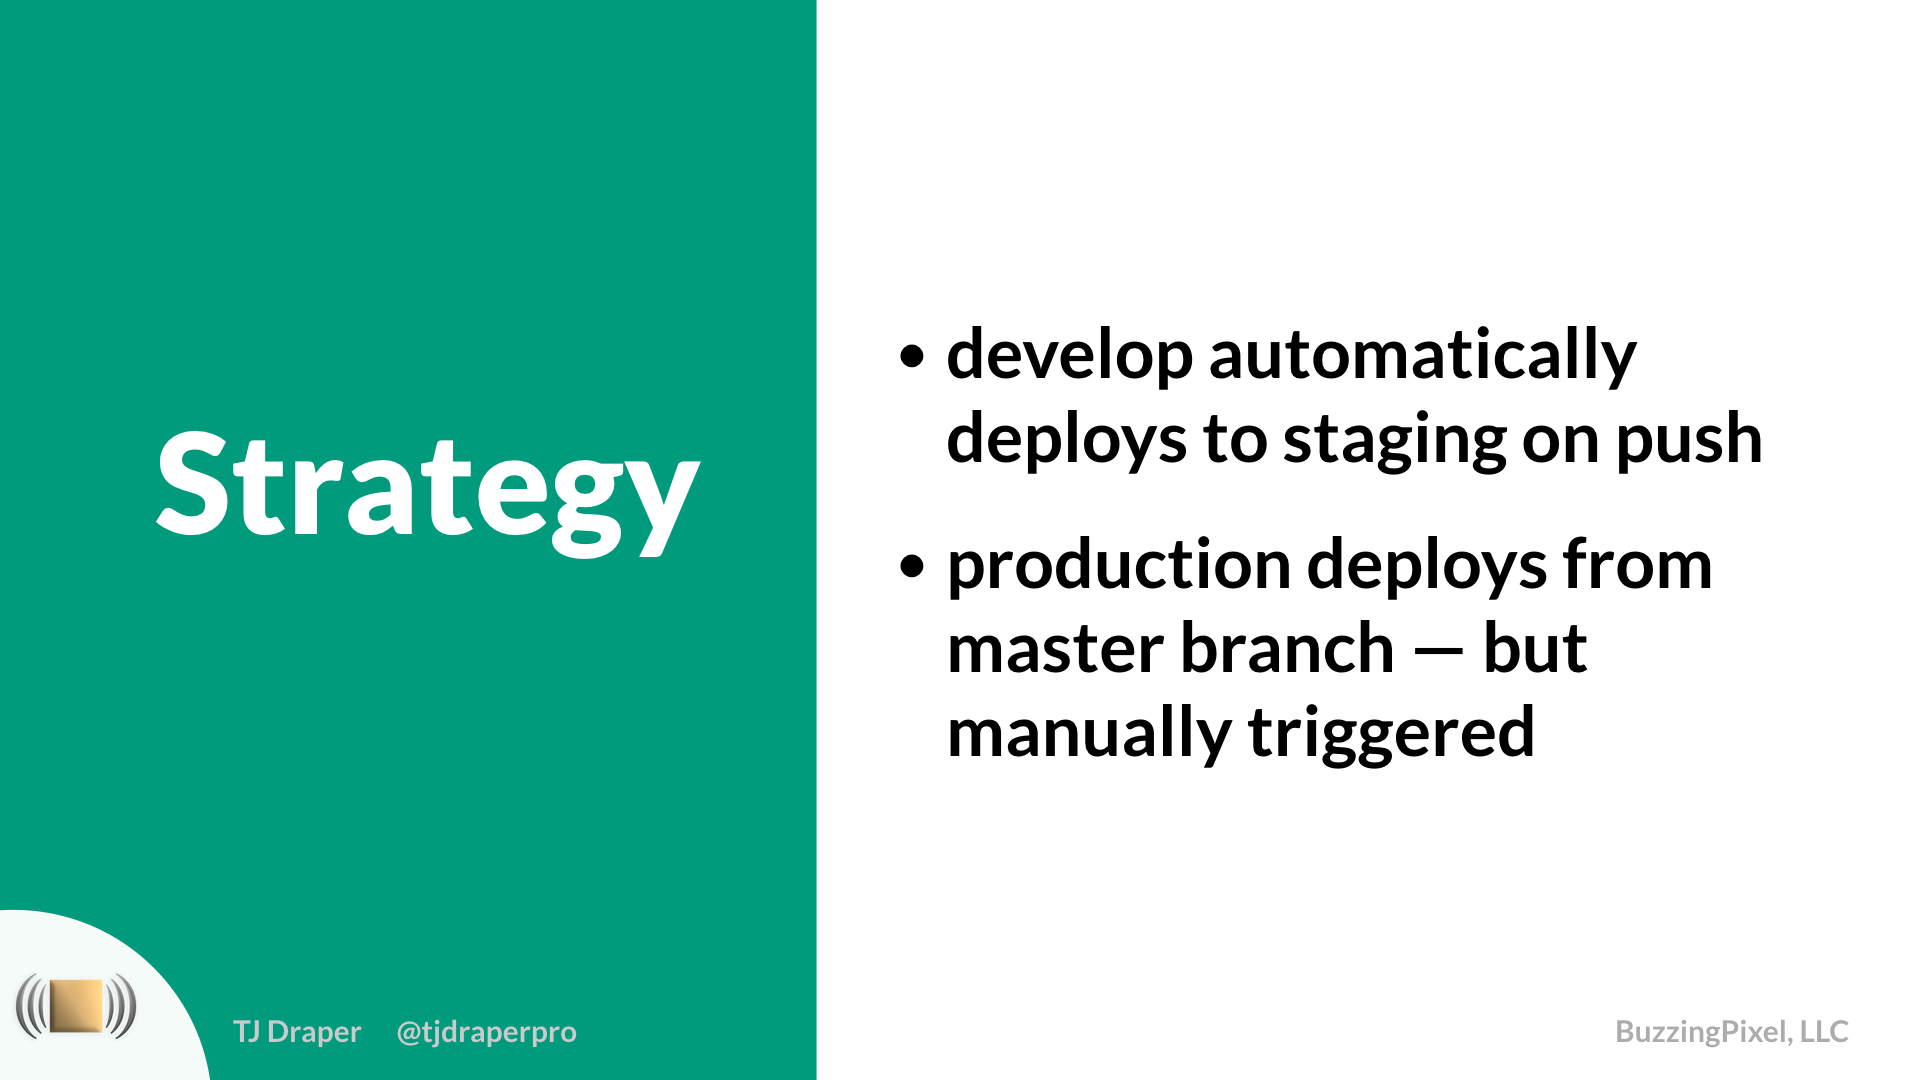 Strategy
• develop automatically
deploys to staging on push
• production deploys from
master branch — but
manually triggered
TJ Draper @tjdraperpro
BuzzingPixel, LLC